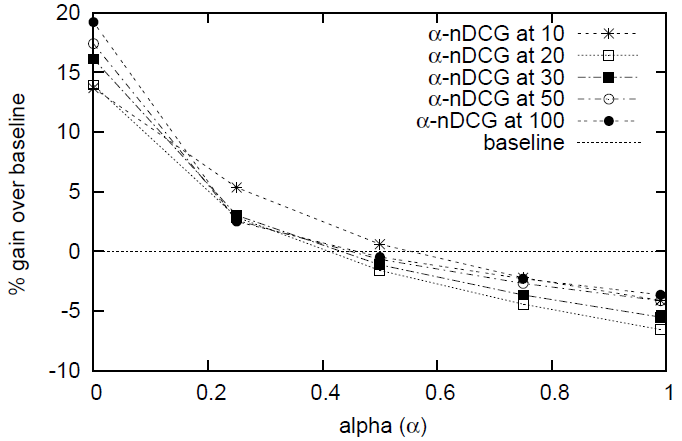 20
15
10
5
0
-5
-10
% gain over baseline
α-nDCG at 10
α-nDCG at 20
α-nDCG at 30
α-nDCG at 50
α-nDCG at 100
baseline
0 0.2 0.4 0.6 0.8 1
alpha (α)